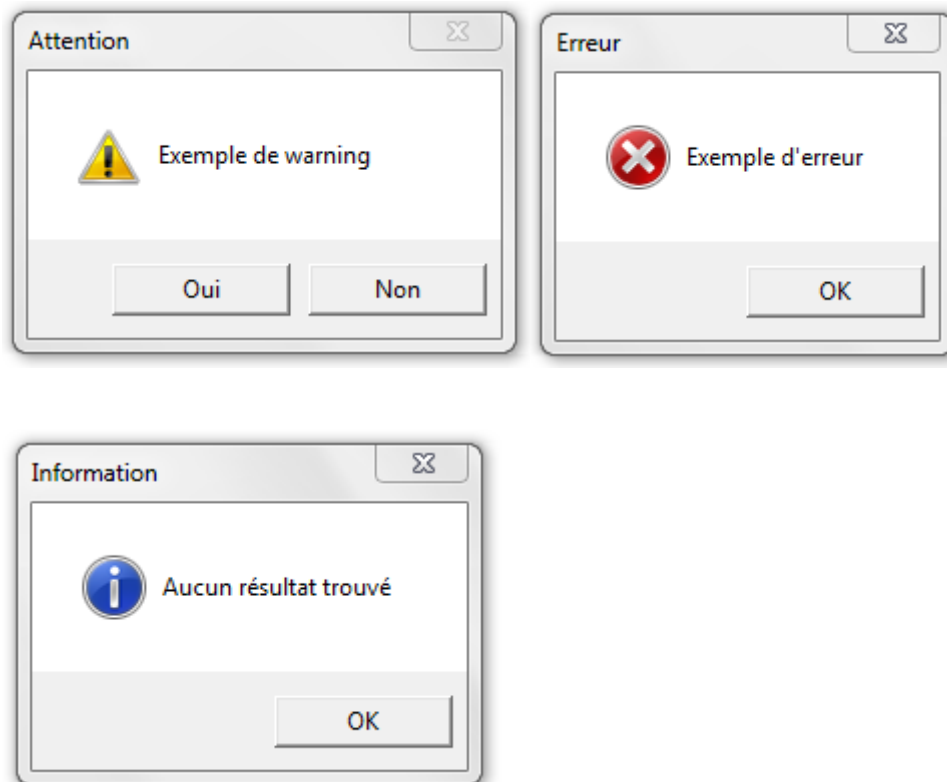 Attention
Exemple de warning
Oui
Non
Erreur
Exemple d'erreur
OK
Information
Aucun résultat trouvé
OK